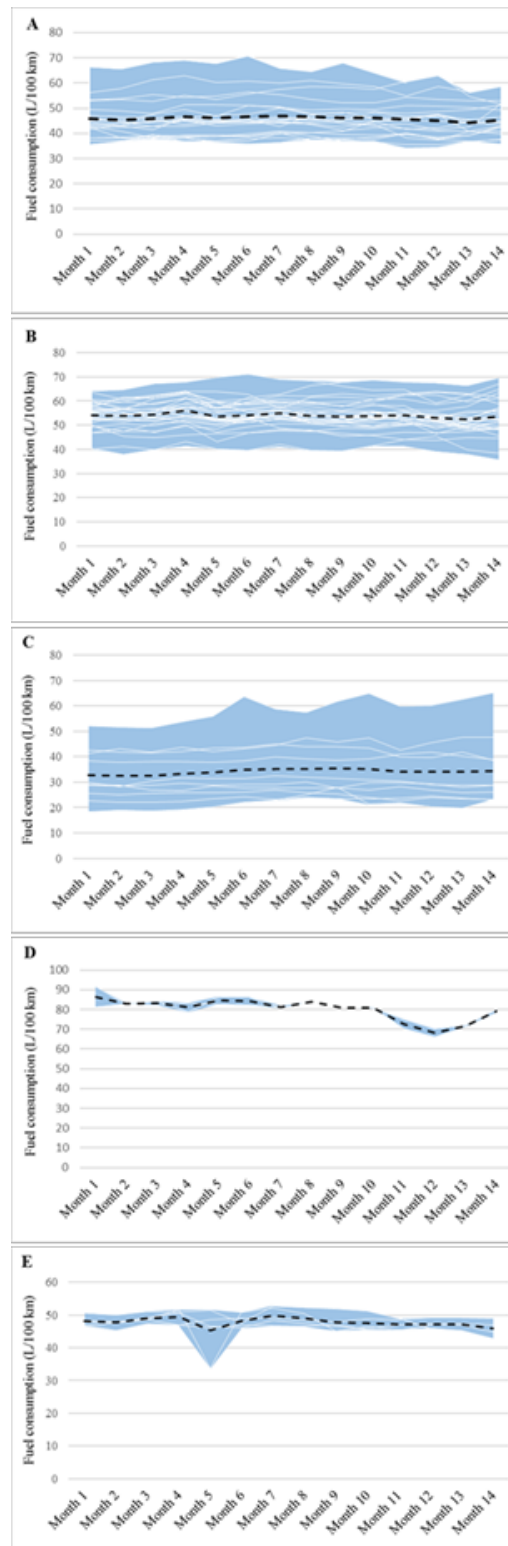 A
Fuel consumption (L/100 km)
80
70
60
50
40
30
20
10
0
Month 1
Month 2
Month 3
Month 4
Month 5
Month 6
Month 7
Month 8
Month 9
Month 10
Month 11
Month 12
Month 13
Month 14
B
Fuel consumption (L/100 km)
80
70
60
50
40
30
20
10
0
Month 1
Month 2
Month 3
Month 4
Month 5
Month 6
Month 7
Month 8
Month 9
Month 10
Month 11
Month 12
Month 13
Month 14
C
Fuel consumption (L/100 km)
80
70
60
50
40
30
20
10
0
Month 1
Month 2
Month 3
Month 4
Month 5
Month 6
Month 7
Month 8
Month 9
Month 10
Month 11
Month 12
Month 13
Month 14
D
Fuel consumption (L/100 km)
100
90
80
70
60
50
40
30
20
10
0
Month 1
Month 2
Month 3
Month 4
Month 5
Month 6
Month 7
Month 8
Month 9
Month 10
Month 11
Month 12
Month 13
Month 14
E
Fuel consumption (L/100 km)
60
50
40
30
20
10
0
Month 1
Month 2
Month 3
Month 4
Month 5
Month 6
Month 7
Month 8
Month 9
Month 10
Month 11
Month 12
Month 13
Month 14